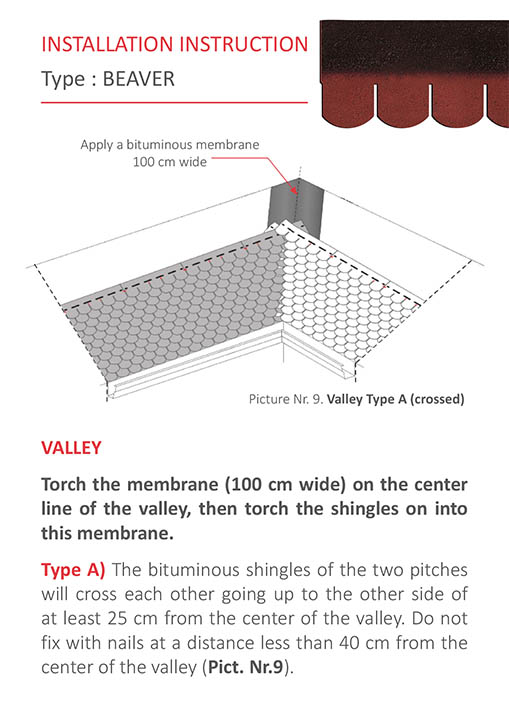 INSTALLATION INSTRUCTION
Type : BEAVER
Apply a bituminous membrane
100 cm wide
Picture Nr. 9. Valley Type A (crossed)
VALLEY
Torch the membrane (100 cm wide) on the center
line of the valley, then torch the shingles on into
this membrane.
Type A) The bituminous shingles of the two pitches
will cross each other going up to the other side of
at least 25 cm from the center of the valley. Do not
fix with nails at a distance less than 40 cm from the
center of the valley (Pict. Nr.9).